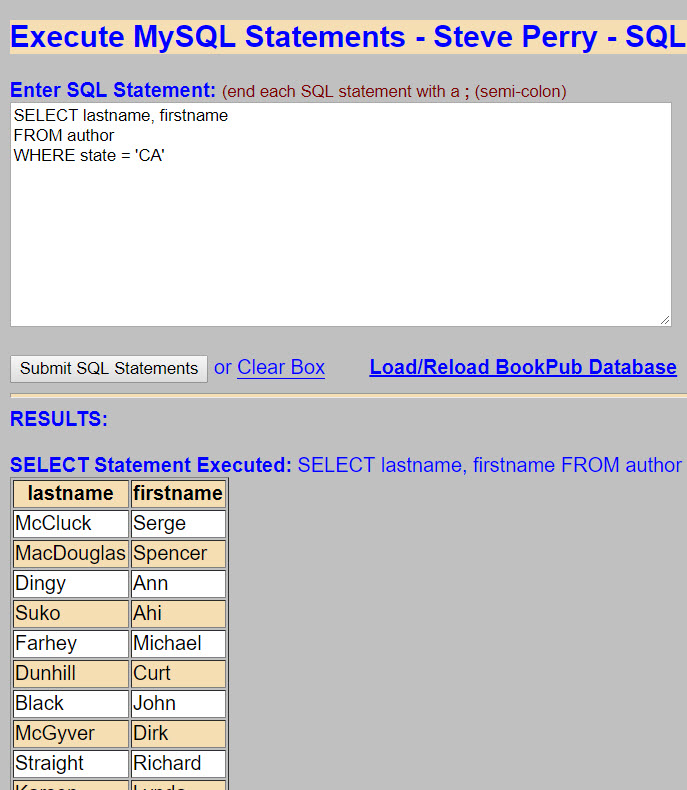 Execute MySQL Statements - Steve Perry - SQL
Enter SQL Statement: (end each SQL statement with a ; (semi-colon)
SELECT lastname, firstname
FROM author
WHERE state = 'CA'
Submit SQL Statements or Clear Box Load/Reload BookPub Database
RESULTS:
SELECT Statement Executed: SELECT lastname, firstname FROM author
lastname firstname
McCluck Serge
MacDouglas Spencer
Dingy Ann
Suko Ahi
Farhey Michael
Dunhill Curt
Black John
McGyver Dirk
Straight Richard